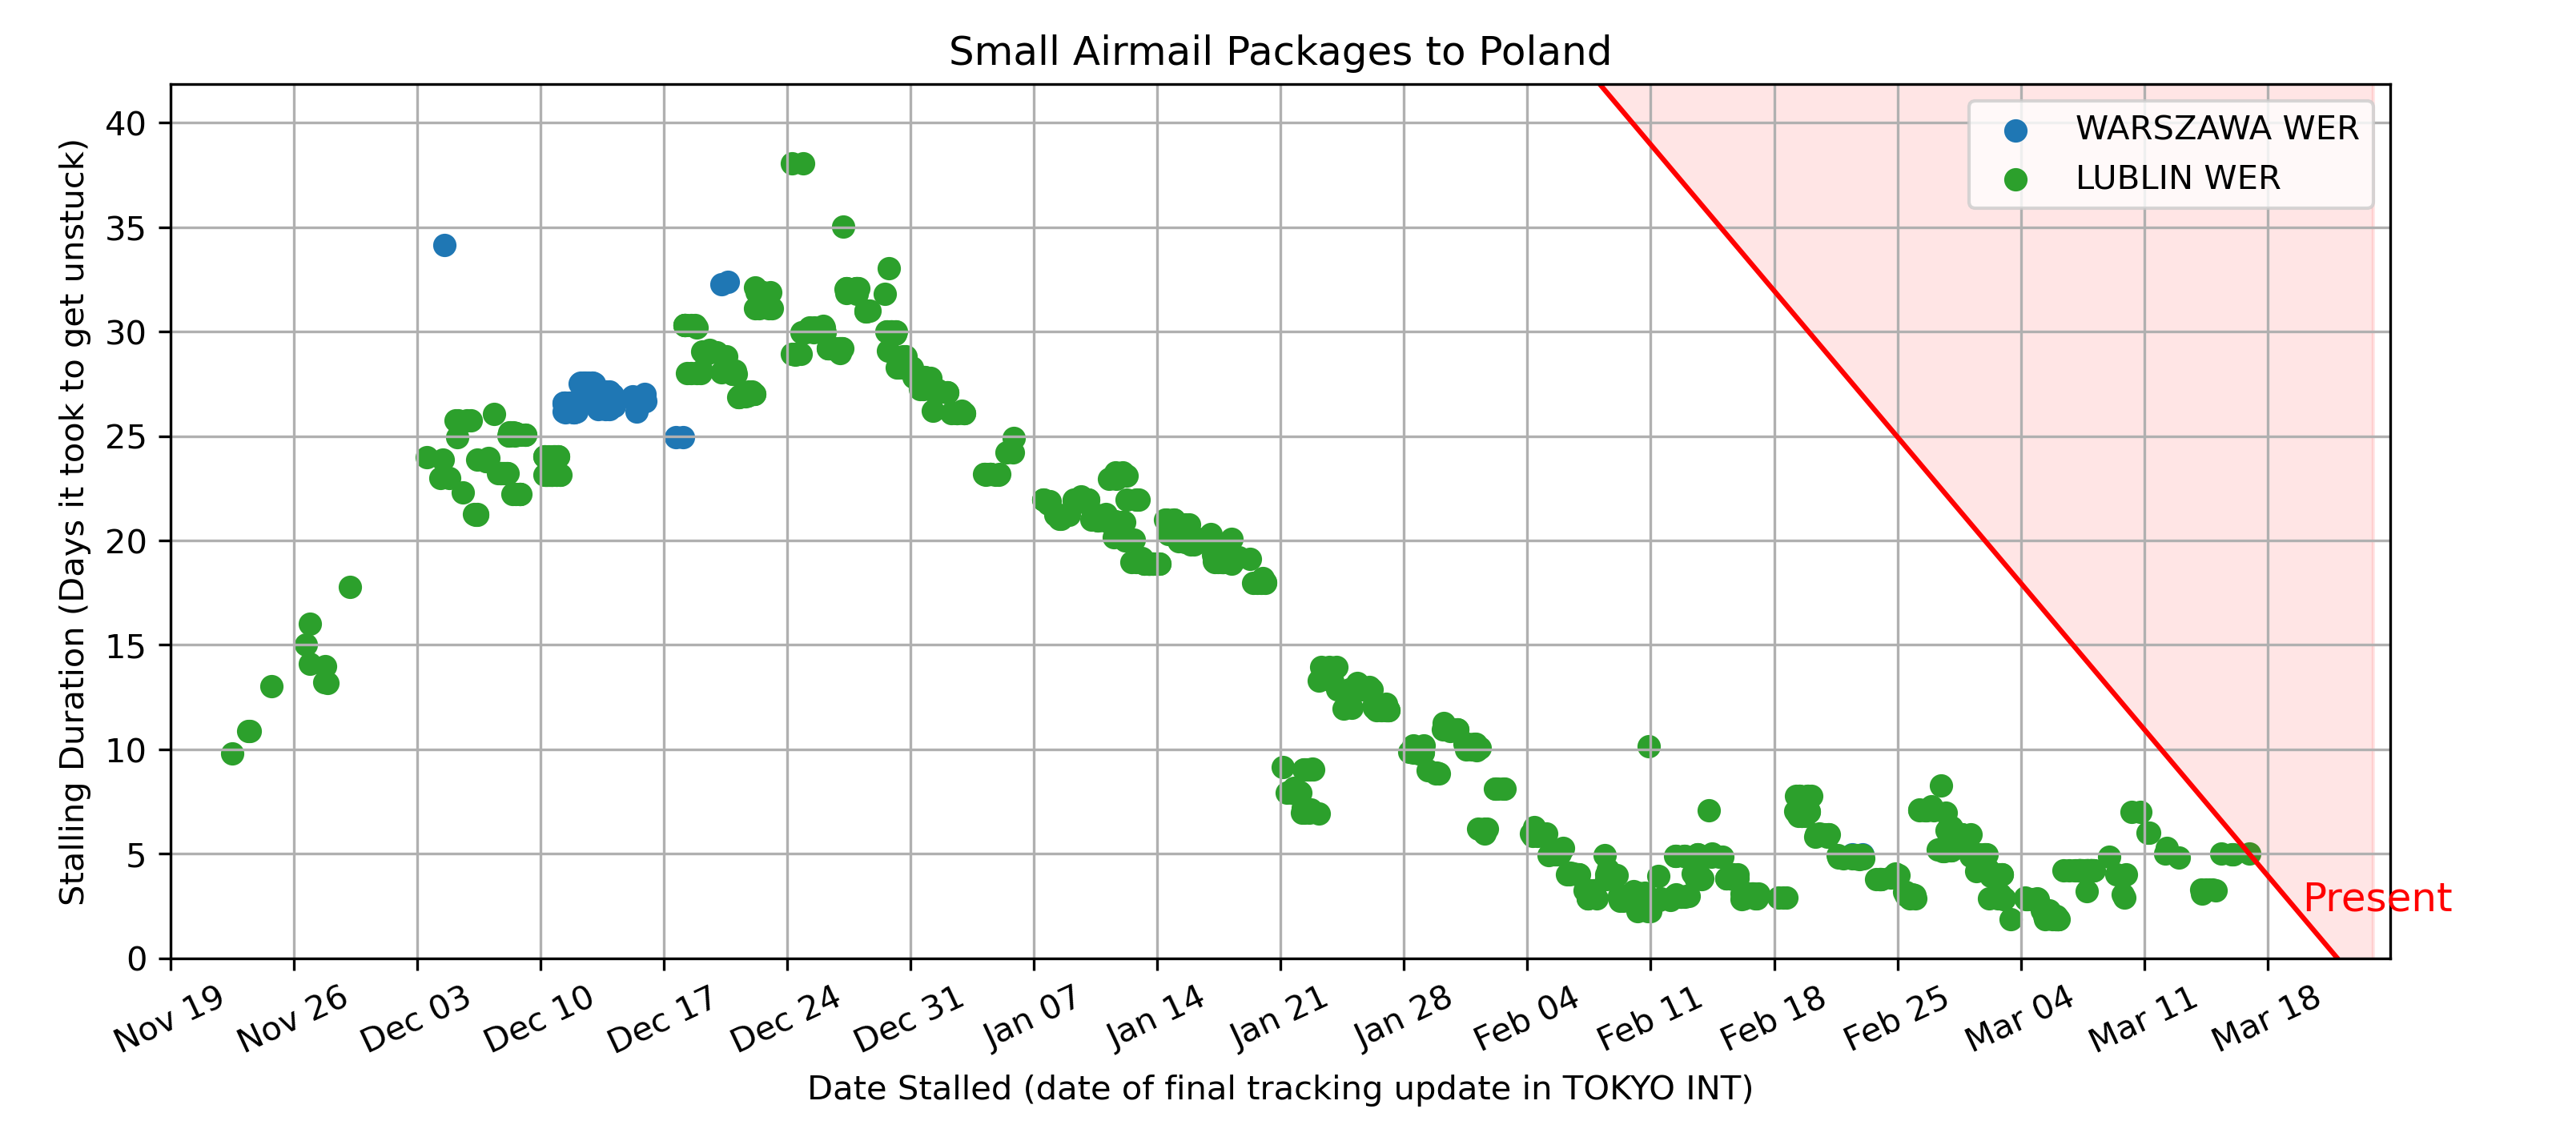 Small Airmail Packages to Poland
Stalling Duration (Days it took to get unstuck)
40
35
30
25
20
15
10
5
0
WARSZAWA WER
LUBLIN WER
Present
Nov 19
Nov 26
Dec 03
Dec 10
Dec 17
Dec 24
Dec 31
Jan 07
Jan 14
Jan 21
Jan 28
Feb 04
Feb 11
Feb 18
Feb 25
Mar 04
Mar 11
Mar 18
Date Stalled (date of final tracking update in TOKYO INT)